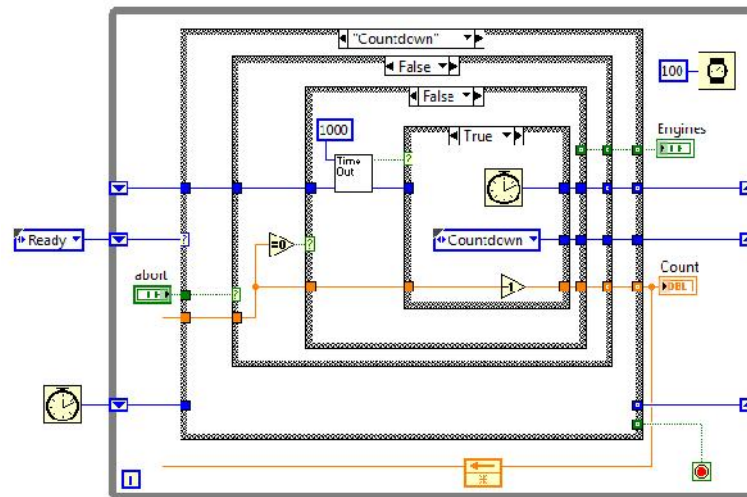 "Countdown"
False
False
100
1000
True
Engines
Time
Out
Ready
Countdown
=0
abort
Count
-1
DBL
i